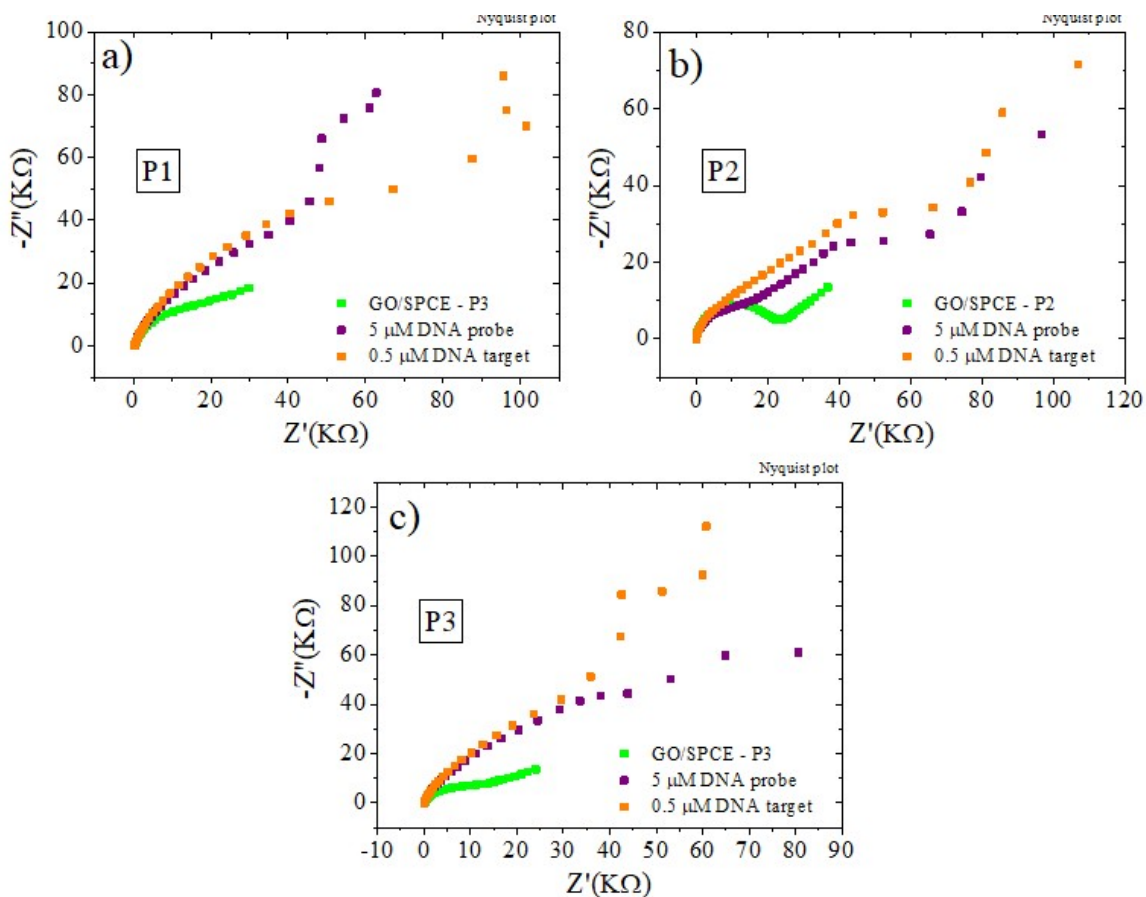 Nyquist plot
a)
P1
100
80
60
40
20
0
-Z"(KΩ)
GO/SPCE - P3
5 μM DNA probe
0.5 μM DNA target
0 20 40 60 80 100
Z'(KΩ)
Nyquist plot
b)
P2
80
60
40
20
0
-Z"(KΩ)
GO/SPCE - P2
5 μM DNA probe
0.5 μM DNA target
0 20 40 60 80 100 120
Z'(KΩ)
Nyquist plot
c)
P3
120
100
80
60
40
20
0
-Z"(KΩ)
GO/SPCE - P3
5 μM DNA probe
0.5 μM DNA target
-10 0 10 20 30 40 50 60 70 80 90
Z'(KΩ)